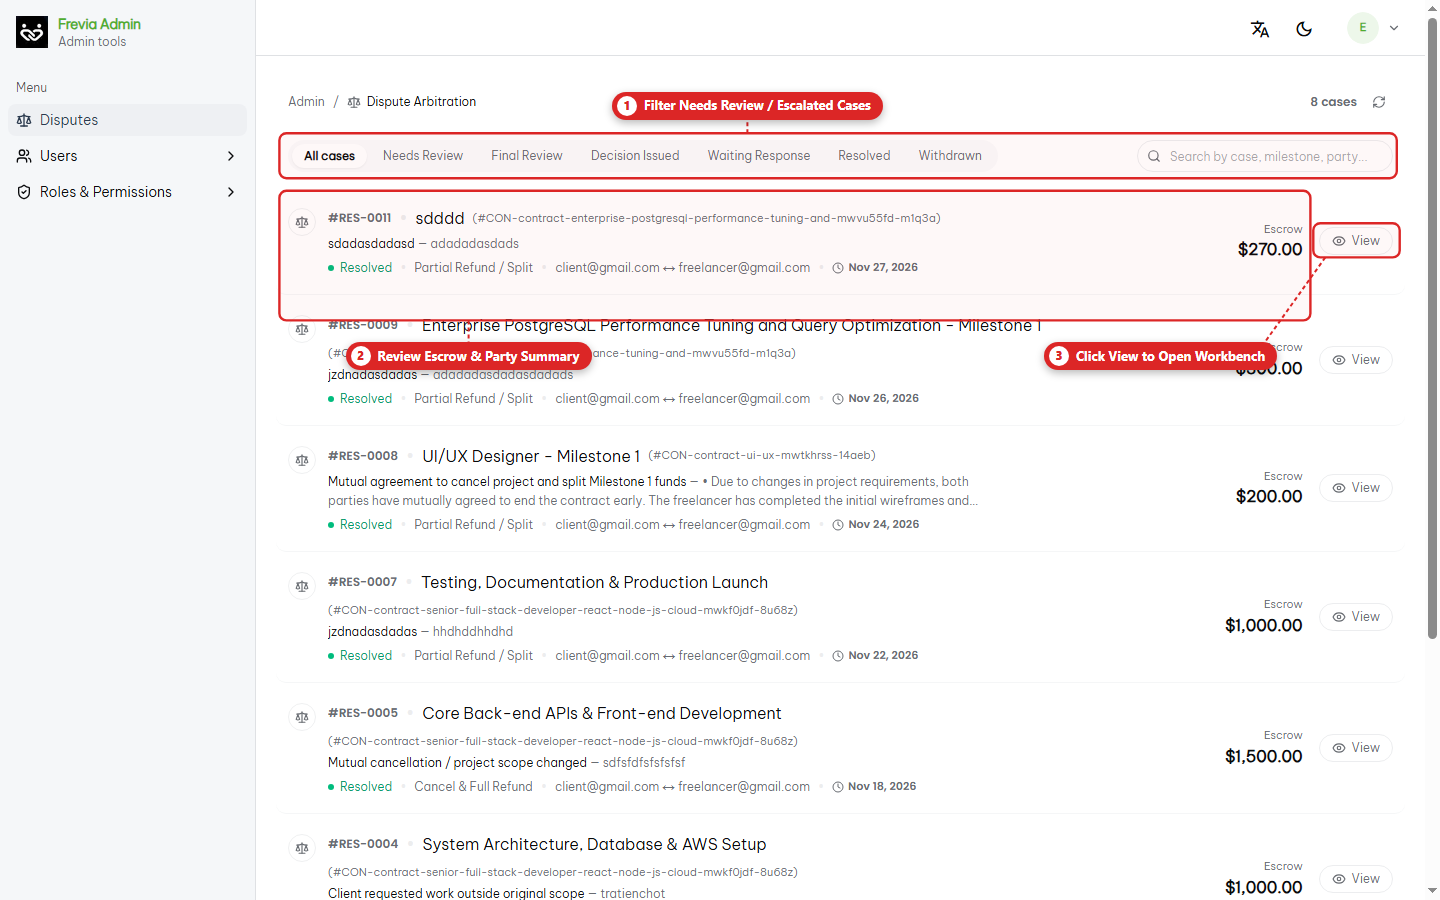 Frevia Admin
Admin tools
Menu
Disputes
Users
Roles & Permissions
E
Admin / Dispute Arbitration
1 Filter Needs Review / Escalated Cases
8 cases
All cases Needs Review Final Review Decision Issued Waiting Response Resolved Withdrawn
Search by case, milestone, party...
#RES-0011 sdddd (#CON-contract-enterprise-postgresql-performance-tuning-and-mwvu55fd-m1q3a)
sdadasdadasd — adadadasdads
Resolved Partial Refund / Split client@gmail.com ↔ freelancer@gmail.com Nov 27, 2026
Escrow
$270.00
View
#RES-0009 Enterprise PostgreSQL Performance Tuning and Query Optimization - Milestone 1
ance-tuning-and-mwvu55fd-m1q3a)
2 Review Escrow & Party Summary
3 Click View to Open Workbench
jzdnadasdadas — adadadasdadasdadads
Resolved Partial Refund / Split client@gmail.com ↔ freelancer@gmail.com Nov 26, 2026
View
#RES-0008 UI/UX Designer - Milestone 1 (#CON-contract-ui-ux-mwtkhrss-14aeb)
Mutual agreement to cancel project and split Milestone 1 funds — • Due to changes in project requirements, both
parties have mutually agreed to end the contract early. The freelancer has completed the initial wireframes and...
Resolved Partial Refund / Split client@gmail.com ↔ freelancer@gmail.com Nov 24, 2026
Escrow
$200.00
View
#RES-0007 Testing, Documentation & Production Launch
(#CON-contract-senior-full-stack-developer-react-node-js-cloud-mwkf0jdf-8u68z)
jzdnadasdadas — hhdhddhhdhd
Resolved Partial Refund / Split client@gmail.com ↔ freelancer@gmail.com Nov 22, 2026
Escrow
$1,000.00
View
#RES-0005 Core Back-end APIs & Front-end Development
(#CON-contract-senior-full-stack-developer-react-node-js-cloud-mwkf0jdf-8u68z)
Mutual cancellation / project scope changed — sdfsfdfsfsfsfsf
Resolved Cancel & Full Refund client@gmail.com ↔ freelancer@gmail.com Nov 18, 2026
Escrow
$1,500.00
View
#RES-0004 System Architecture, Database & AWS Setup
(#CON-contract-senior-full-stack-developer-react-node-js-cloud-mwkf0jdf-8u68z)
Client requested work outside original scope — tratienchot
Escrow
$1,000.00
View